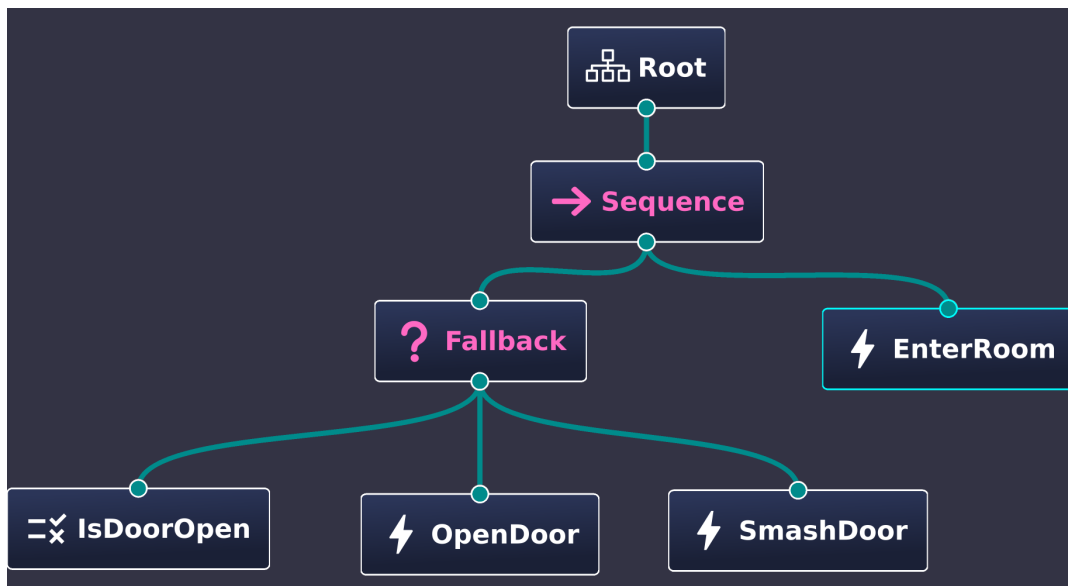 Root
Sequence
Fallback
EnterRoom
IsDoorOpen
OpenDoor
SmashDoor